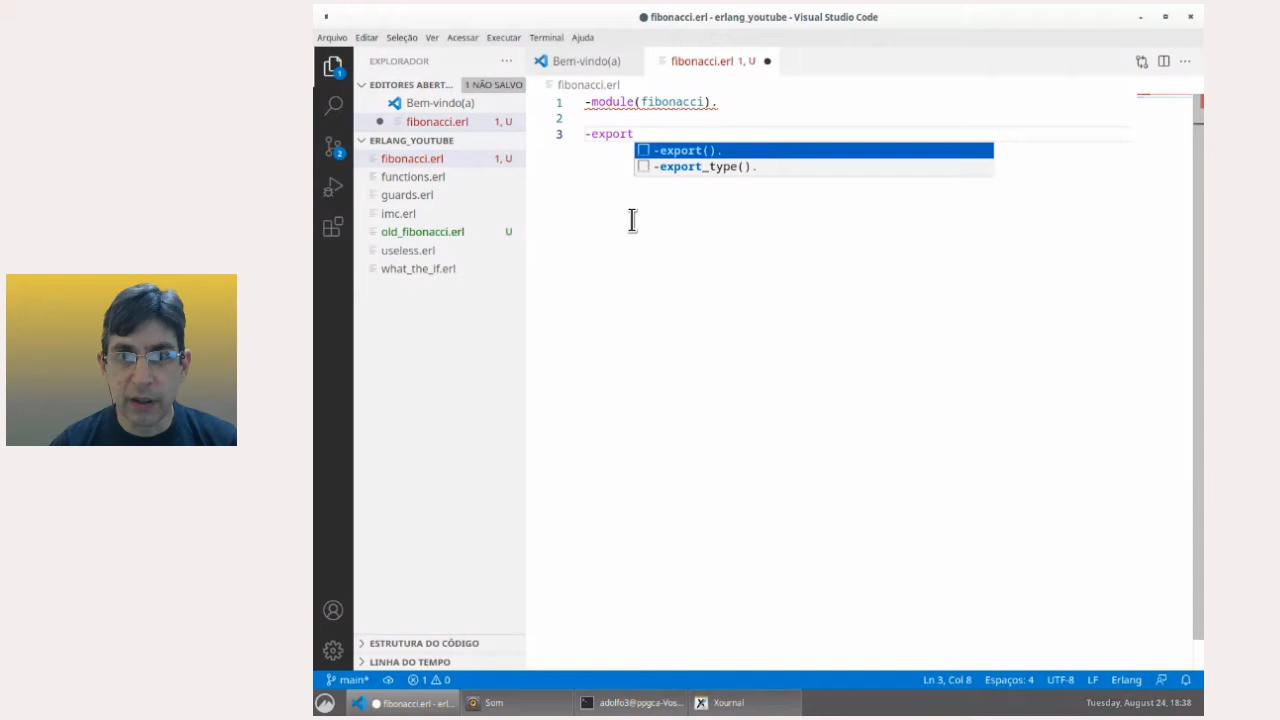 fibonacci.erl - erlang_youtube - Visual Studio Code
Arquivo Editar Seleção Ver Acessar Executar Terminal Ajuda
EXPLORADOR
Bem-vindo(a)
fibonacci.erl 1, U
EDITORES ABERT... 1 NÃO SALVO
fibonacci.erl
Bem-vindo(a)
1 -module(fibonacci).
fibonacci.erl 1, U
2
ERLANG_YOUTUBE
3 -export
-export().
fibonacci.erl 1, U
-export_type().
functions.erl
guards.erl
imc.erl
old_fibonacci.erl U
useless.erl
what_the_if.erl
ESTRUTURA DO CÓDIGO
LINHA DO TEMPO
main* 1 0 Ln 3, Col 8 Espaços: 4 UTF-8 LF Erlang
fibonacci.erl - erl... Som adolfo3@ppgca-Vos... Xournal Tuesday, August 24, 18:38